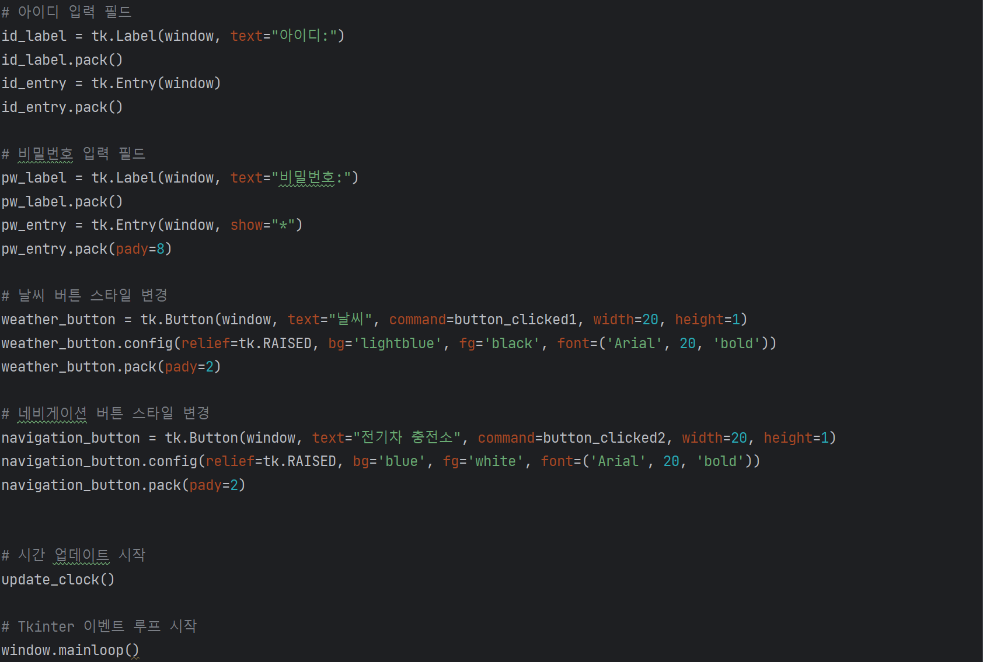 # 아이디 입력 필드
id_label = tk.Label(window, text="아이디:")
id_label.pack()
id_entry = tk.Entry(window)
id_entry.pack()
# 비밀번호 입력 필드
pw_label = tk.Label(window, text="비밀번호:")
pw_label.pack()
pw_entry = tk.Entry(window, show="*")
pw_entry.pack(pady=8)
# 날씨 버튼 스타일 변경
weather_button = tk.Button(window, text="날씨", command=button_clicked1, width=20, height=1)
weather_button.config(relief=tk.RAISED, bg='lightblue', fg='black', font=('Arial', 20, 'bold'))
weather_button.pack(pady=2)
# 네비게이션 버튼 스타일 변경
navigation_button = tk.Button(window, text="전기차 충전소", command=button_clicked2, width=20, height=1)
navigation_button.config(relief=tk.RAISED, bg='blue', fg='white', font=('Arial', 20, 'bold'))
navigation_button.pack(pady=2)
# 시간 업데이트 시작
update_clock()
# Tkinter 이벤트 루프 시작
window.mainloop()